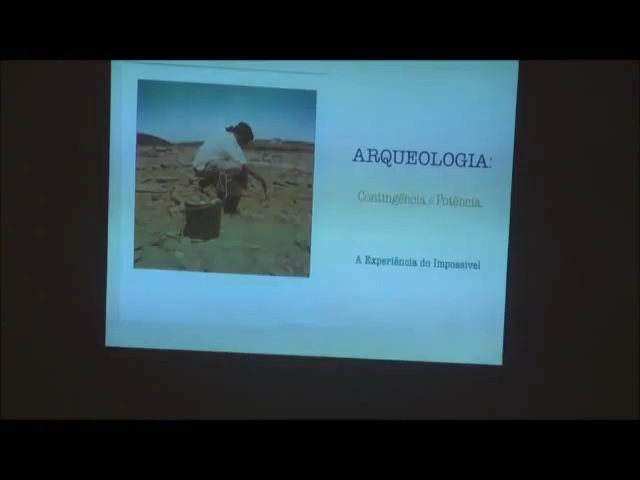 ARQUEOLOGIA:
Contingência e Potência.
A Experiência do Impossível